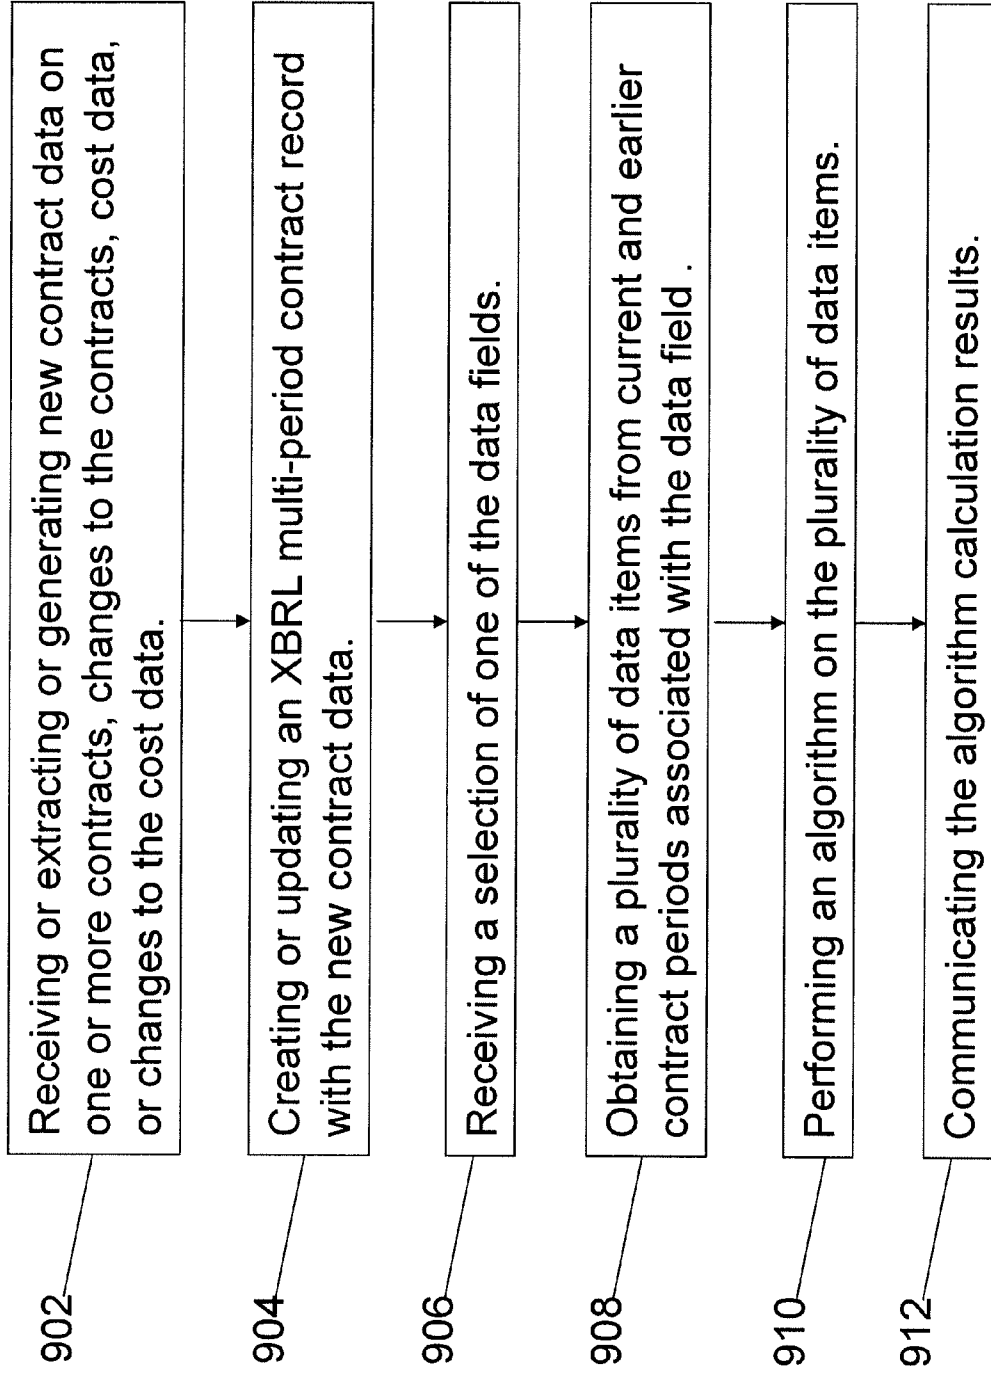 902
Receiving or extracting or generating new contract data on
one or more contracts, changes to the contracts, cost data,
or changes to the cost data.
904
Creating or updating an XBRL multi-period contract record
with the new contract data.
906
Receiving a selection of one of the data fields.
908
Obtaining a plurality of data items from current and earlier
contract periods associated with the data field .
910
Performing an algorithm on the plurality of data items.
912
Communicating the algorithm calculation results.